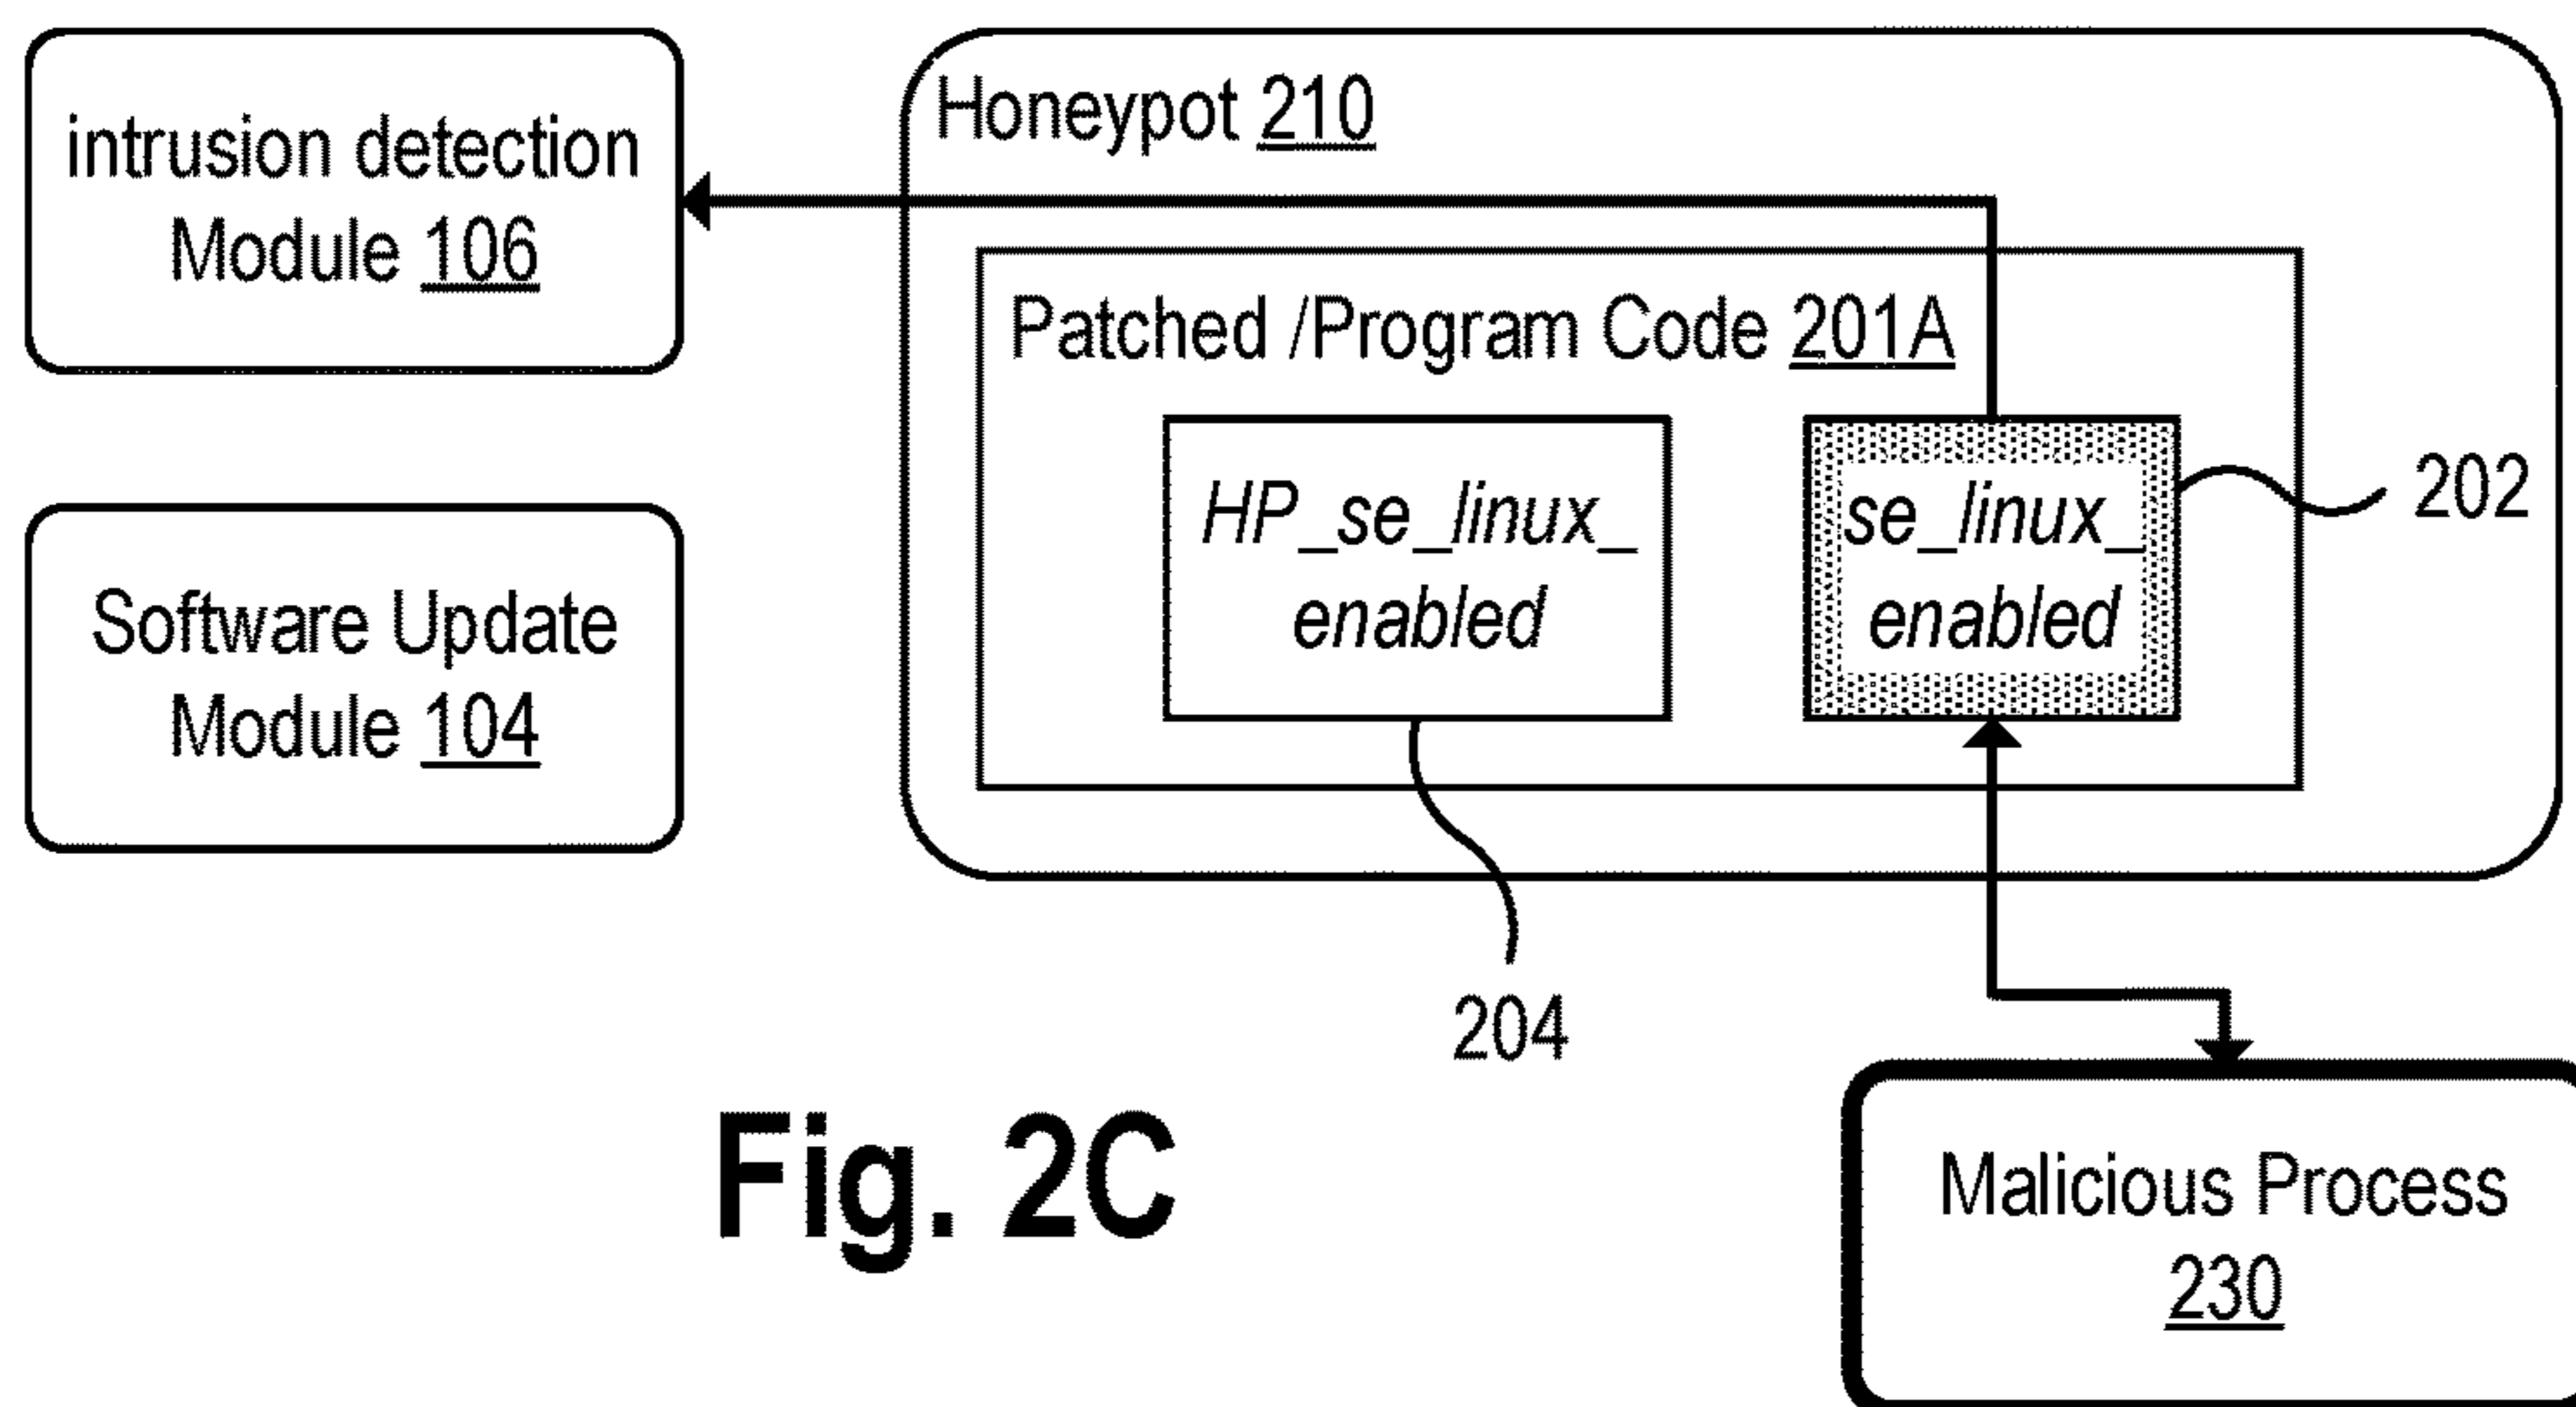 intrusion detection
Module 106
Software Update
Module 104
Honeypot 210
Patched /Program Code 201A
HP_se_linux_
enabled
se_linux_
enabled
202
204
Malicious Process
230
Fig. 2C